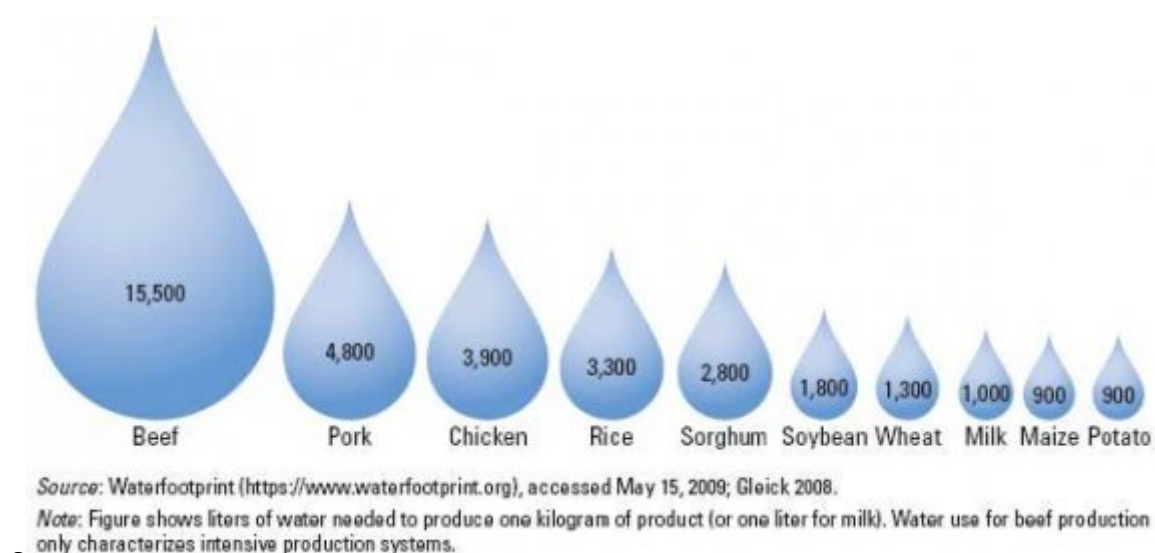 15,500
4,800
3,900
3,300
2,800
1,800
1,300
1,000
900
900
Beef Pork Chicken Rice Sorghum Soybean Wheat Milk Maize Potato
Source: Waterfootprint (https://www.waterfootprint.org), accessed May 15, 2009; Gleick 2008.
Note: Figure shows liters of water needed to produce one kilogram of product (or one liter for milk). Water use for beef production
only characterizes intensive production systems.